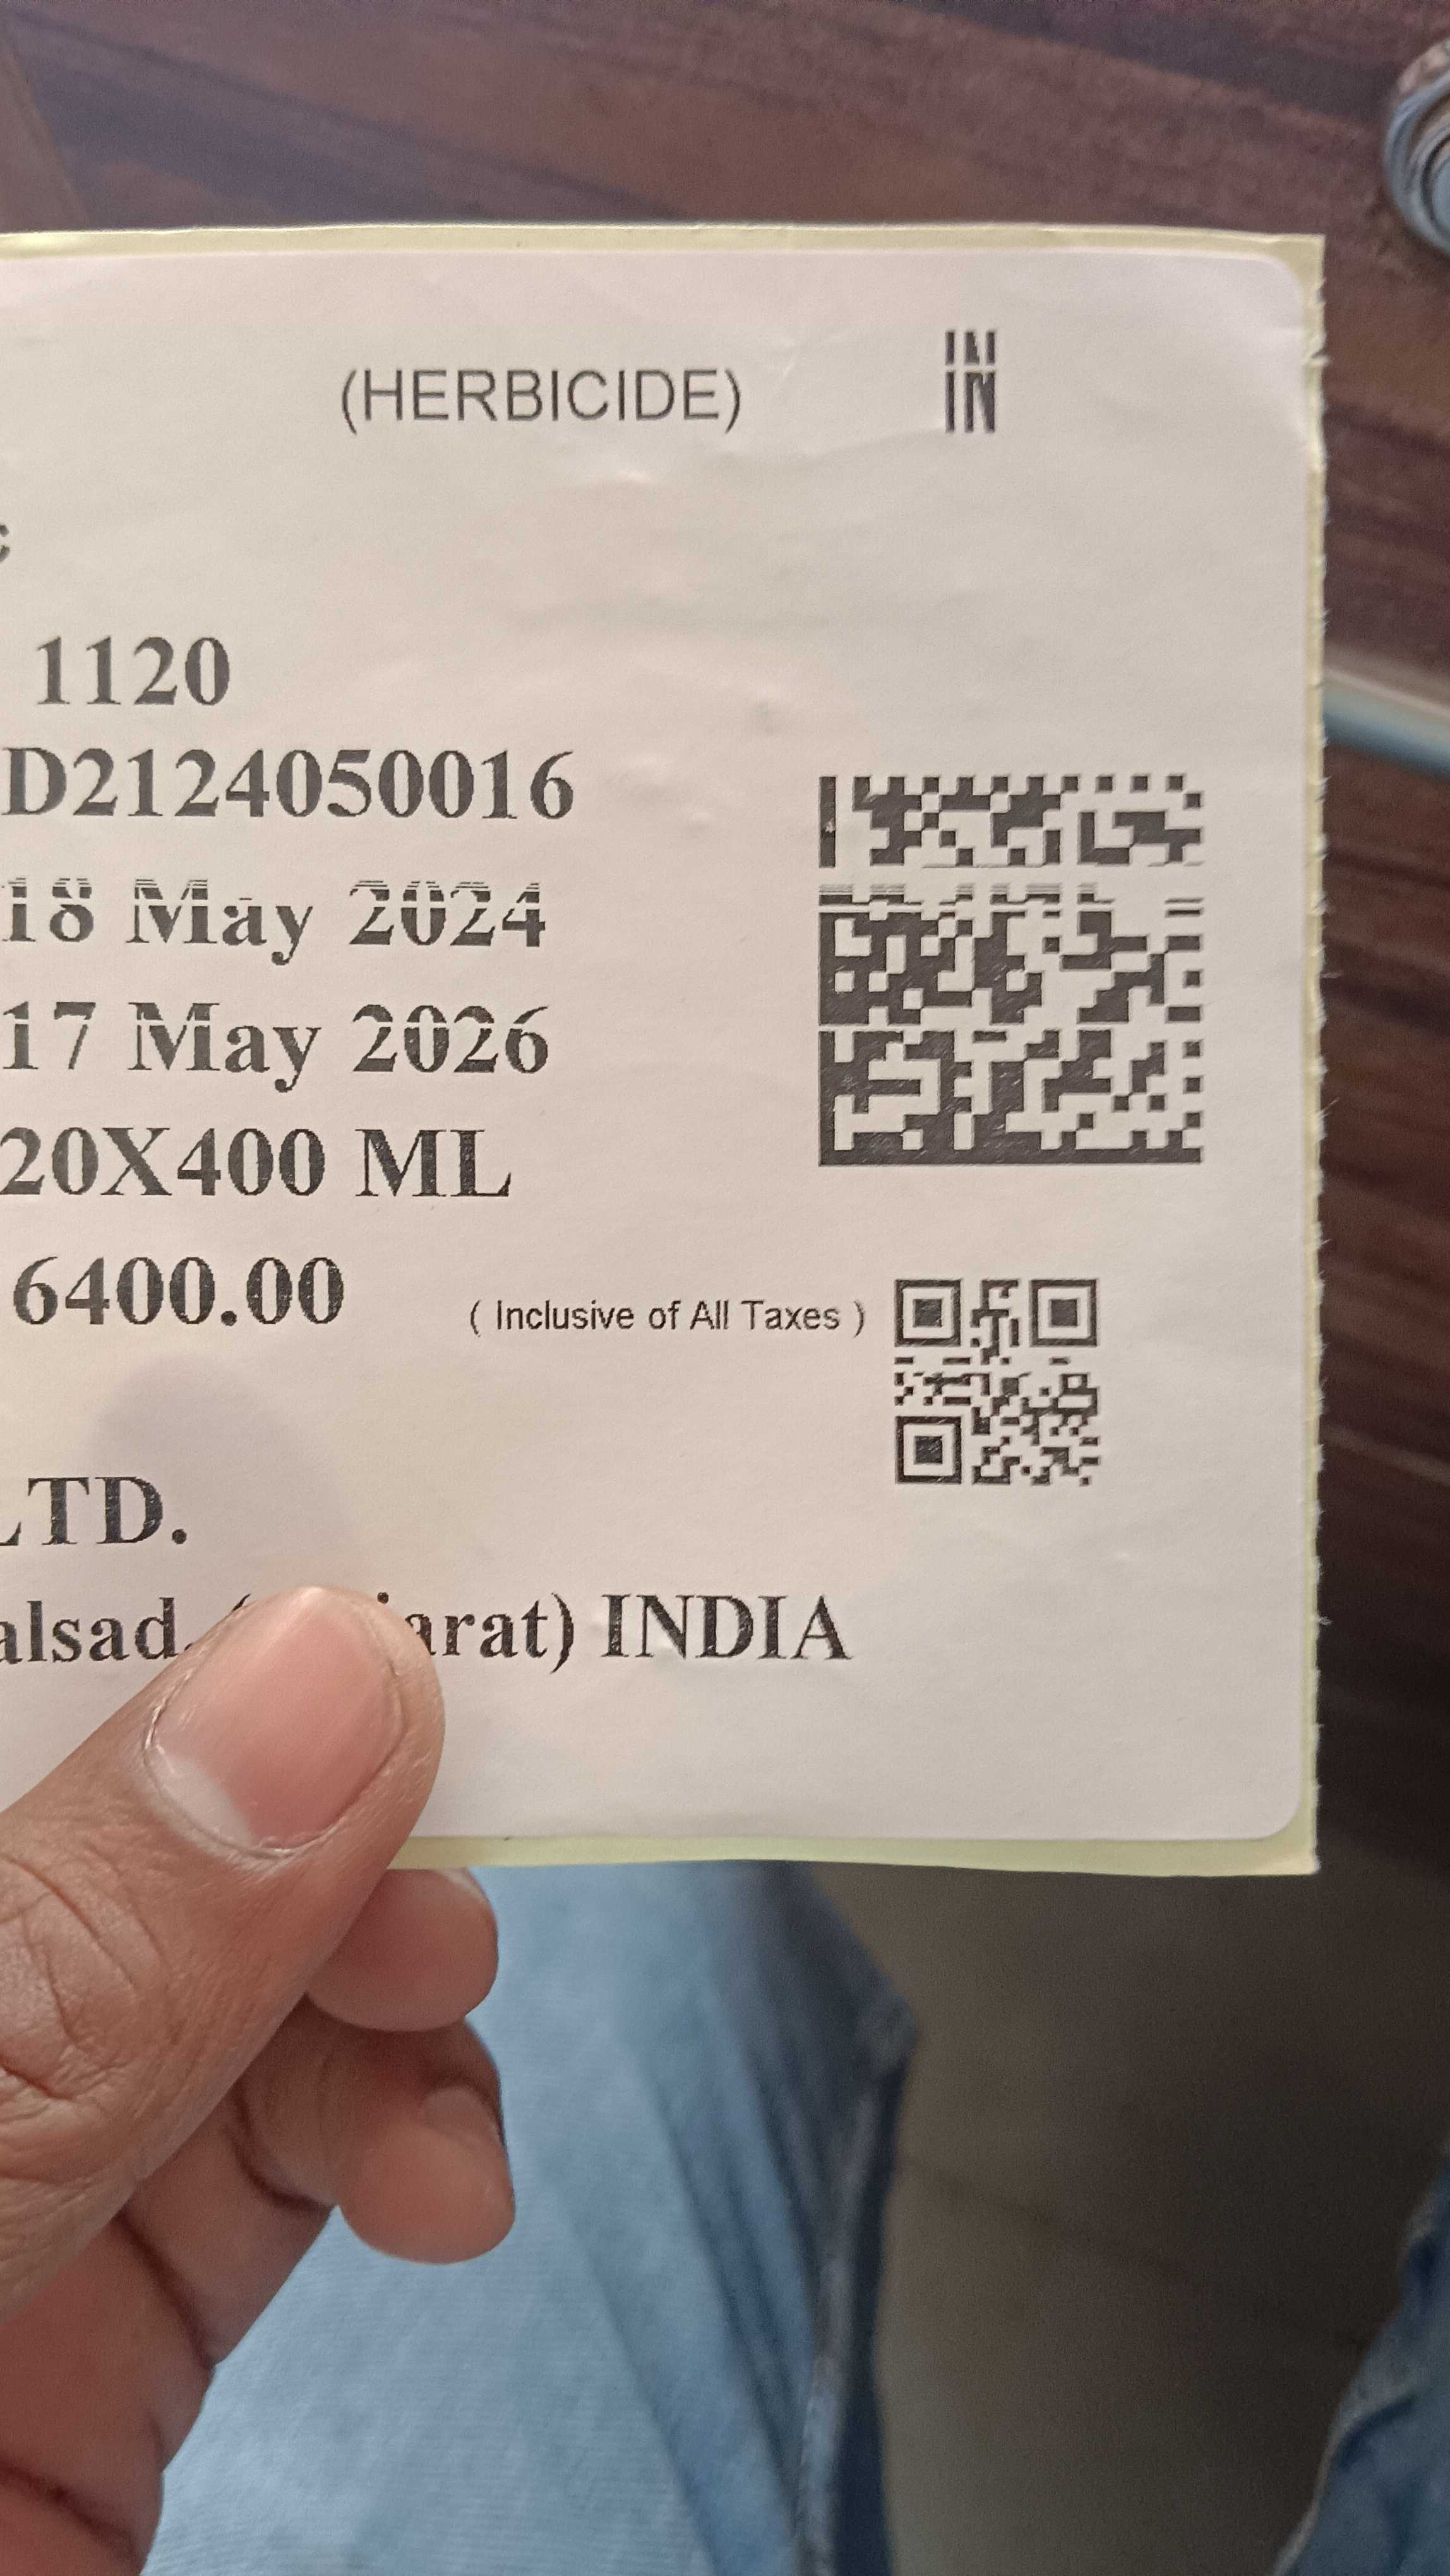 (HERBICIDE) IN
1120
D2124050016
18 May 2024
17 May 2026
20X400 ML
6400.00 ( Inclusive of All Taxes )
LTD.
alsad. arat) INDIA